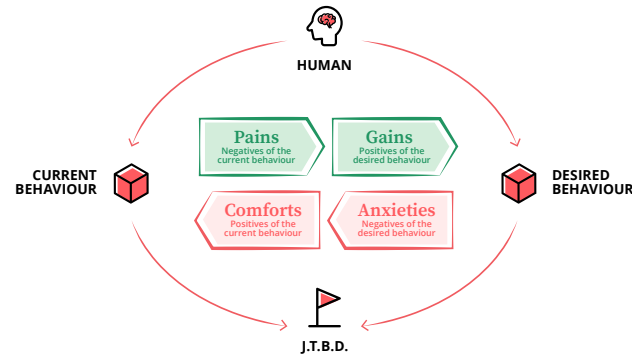 HUMAN
Pains
Negatives of the
current behaviour
Gains
Positives of the
desired behaviour
CURRENT
BEHAVIOUR
DESIRED
BEHAVIOUR
Comforts
Positives of the
current behaviour
Anxieties
Negatives of the
desired behaviour
J.T.B.D.